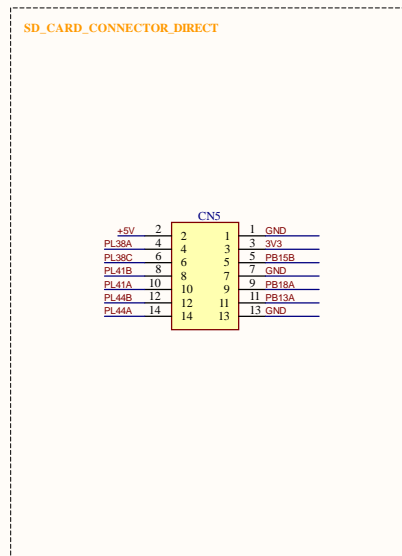 SD_CARD_CONNECTOR_DIRECT
CN5
+5V 2 2 1 1 GND
PL38A 4 4 3 3 3V3
PL38C 6 6 5 5 PB15B
PL41B 8 8 7 7 GND
PL41A 10 10 9 9 PB18A
PL44B 12 12 11 11 PB13A
PL44A 14 14 13 13 GND